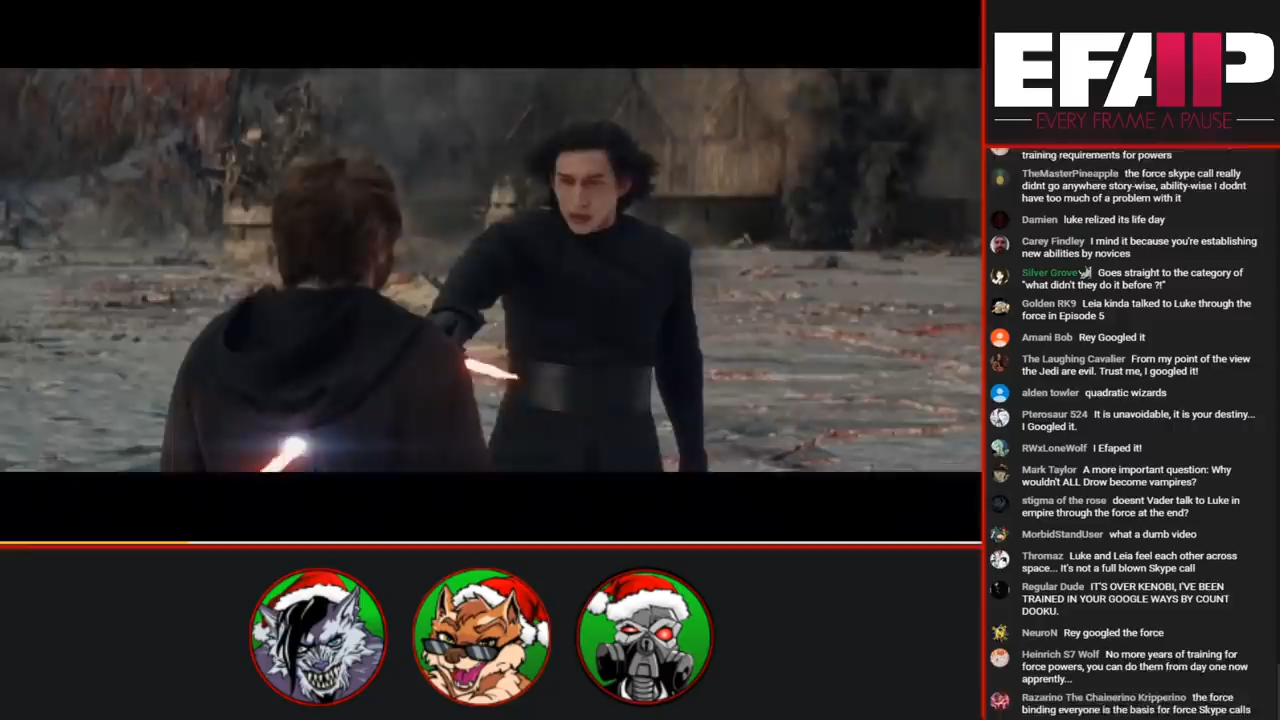 EFAP
EVERY FRAME A PAUSE
training requirements for powers
TheMasterPineapple the force skype call really
didnt go anywhere story-wise, ability-wise I dodnt
have too much of a problem with it
Damien luke relized its life day
Carey Findley I mind it because you're establishing
new abilities by novices
Silver Grove Goes straight to the category of
"what didn't they do it before ?!"
Golden RK9 Leia kinda talked to Luke through the
force in Episode 5
Amani Bob Rey Googled it
The Laughing Cavalier From my point of the view
the Jedi are evil. Trust me, I googled it!
alden towler quadratic wizards
Pterosaur 524 It is unavoidable, it is your destiny...
I Googled it.
RWxLoneWolf I Efaped it!
Mark Taylor A more important question: Why
wouldn't ALL Drow become vampires?
stigma of the rose doesnt Vader talk to Luke in
empire through the force at the end?
MorbidStandUser what a dumb video
Thromaz Luke and Leia feel each other across
space... It's not a full blown Skype call
Regular Dude IT'S OVER KENOBI, I'VE BEEN
TRAINED IN YOUR GOOGLE WAYS BY COUNT
DOOKU.
NeuroN Rey googled the force
Heinrich S7 Wolf No more years of training for
force powers, you can do them from day one now
apprently...
Razarino The Chainerino Kripperino the force
binding everyone is the basis for force Skype calls